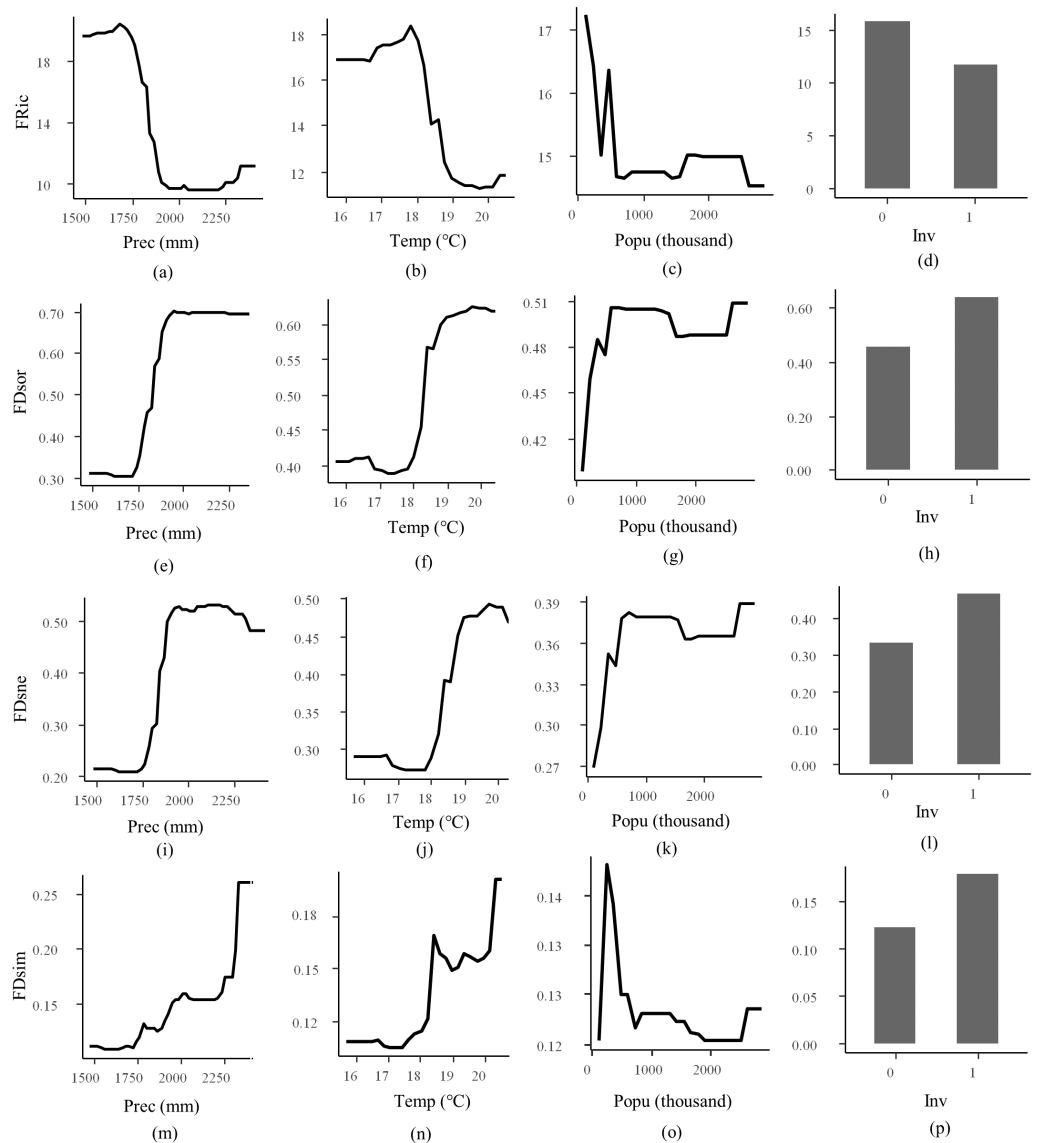 FRic
18
14
10
1500 1750 2000 2250
Prec (mm)
(a)
18
16
14
12
16 17 18 19 20
Temp (°C)
(b)
17
16
15
0 1000 2000
Popu (thousand)
(c)
15
10
5
0
0 1
Inv
(d)
FDsor
0.70
0.60
0.50
0.40
0.30
1500 1750 2000 2250
Prec (mm)
(e)
0.60
0.55
0.50
0.45
0.40
16 17 18 19 20
Temp (°C)
(f)
0.51
0.48
0.45
0.42
0 1000 2000
Popu (thousand)
(g)
0.60
0.40
0.20
0.00
0 1
Inv
(h)
FDsne
0.50
0.40
0.30
0.20
1500 1750 2000 2250
Prec (mm)
(i)
0.50
0.45
0.40
0.35
0.30
16 17 18 19 20
Temp (°C)
(j)
0.39
0.36
0.33
0.30
0.27
0 1000 2000
Popu (thousand)
(k)
0.40
0.30
0.20
0.10
0.00
0 1
Inv
(l)
FDsim
0.25
0.20
0.15
1500 1750 2000 2250
Prec (mm)
(m)
0.18
0.15
0.12
16 17 18 19 20
Temp (°C)
(n)
0.14
0.13
0.13
0.12
0 1000 2000
Popu (thousand)
(o)
0.15
0.10
0.05
0.00
0 1
Inv
(p)